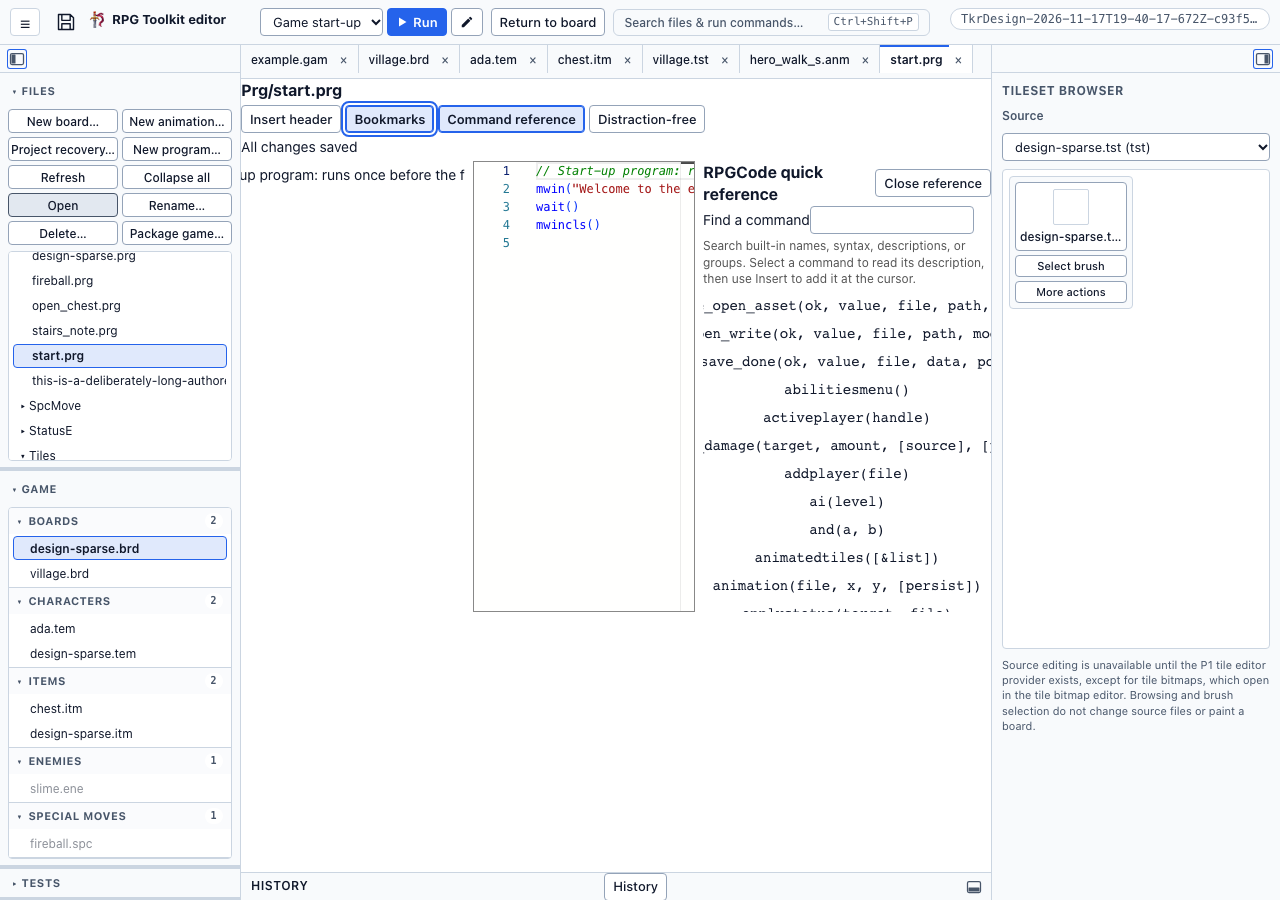 RPG Toolkit editor
Game start-up
Run
Return to board
Search files & run commands...
Ctrl+Shift+P
TkrDesign-2026-11-17T19-40-17-672Z-c93f5…
FILES
New board...
New animation...
Project recovery...
New program...
Refresh
Collapse all
Open
Rename...
Delete...
Package game...
design-sparse.prg
fireball.prg
open_chest.prg
stairs_note.prg
start.prg
this-is-a-deliberately-long-author
SpcMove
StatusE
Tiles
GAME
BOARDS 2
design-sparse.brd
village.brd
CHARACTERS 2
ada.tem
design-sparse.tem
ITEMS 2
chest.itm
design-sparse.itm
ENEMIES 1
slime.ene
SPECIAL MOVES 1
fireball.spc
TESTS
example.gam ×
village.brd ×
ada.tem ×
chest.itm ×
village.tst ×
hero_walk_s.anm ×
start.prg ×
Prg/start.prg
Insert header
Bookmarks
Command reference
Distraction-free
All changes saved
up program: runs once before the f
1 // Start-up program: r
2 mwin("Welcome to the e
3 wait()
4 mwincls()
5
RPGCode quick
reference
Close reference
Find a command
Search built-in names, syntax, descriptions, or
groups. Select a command to read its description,
then use Insert to add it at the cursor.
_open_asset(ok, value, file, path,
en_write(ok, value, file, path, mo
save_done(ok, value, file, data, po
abilitiesmenu()
activeplayer(handle)
_damage(target, amount, [source], [
addplayer(file)
ai(level)
and(a, b)
animatedtiles([&list])
animation(file, x, y, [persist])
HISTORY
History
TILESET BROWSER
Source
design-sparse.tst (tst)
design-sparse.t...
Select brush
More actions
Source editing is unavailable until the P1 tile editor
provider exists, except for tile bitmaps, which open
in the tile bitmap editor. Browsing and brush
selection do not change source files or paint a
board.